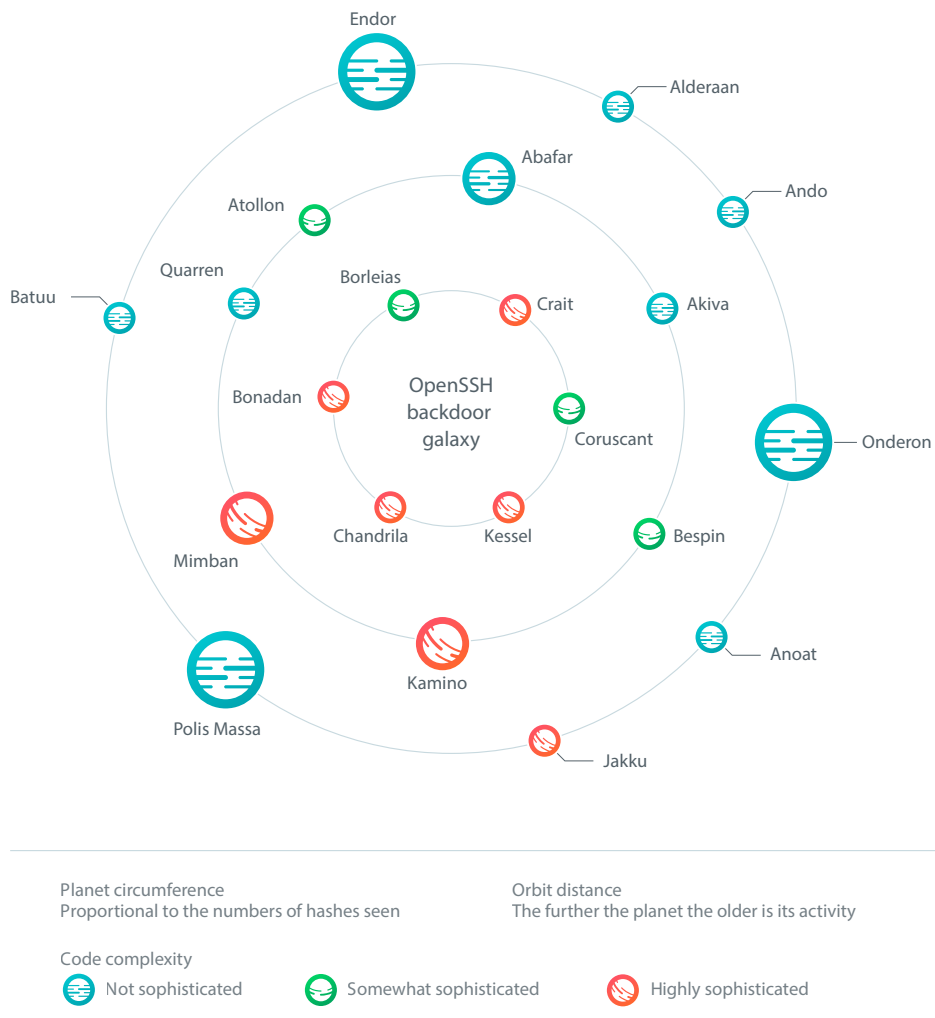 Endor
Alderaan
Abafar
Ando
Atollon
Quarren
Borleias
Batuu
Crait
Akiva
OpenSSH
backdoor
galaxy
Bonadan
Coruscant
Onderon
Chandrila
Kessel
Bespin
Mimban
Anoat
Kamino
Polis Massa
Jakku
Planet circumference
Proportional to the numbers of hashes seen
Orbit distance
The further the planet the older is its activity
Code complexity
Not sophisticated
Somewhat sophisticated
Highly sophisticated